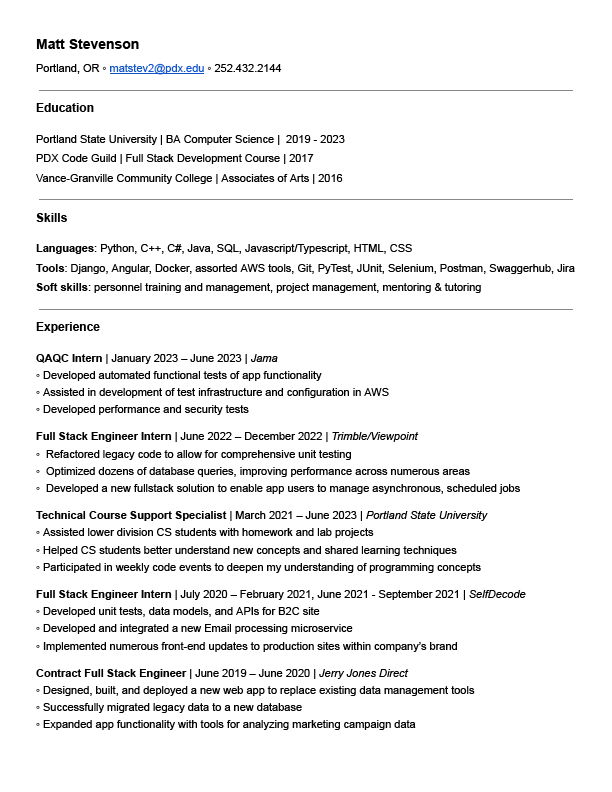 Matt Stevenson
Portland, OR ◦ matstev2@pdx.edu ◦ 252.432.2144
Education
Portland State University | BA Computer Science |  2019 - 2023
PDX Code Guild | Full Stack Development Course | 2017
Vance-Granville Community College | Associates of Arts | 2016
Skills
Languages: Python, C++, C#, Java, SQL, Javascript/Typescript, HTML, CSS
Tools: Django, Angular, Docker, assorted AWS tools, Git, PyTest, JUnit, Selenium, Postman, Swaggerhub, Jira
Soft skills: personnel training and management, project management, mentoring & tutoring
Experience
QAQC Intern | January 2023 – June 2023 | Jama
◦ Developed automated functional tests of app functionality
◦ Assisted in development of test infrastructure and configuration in AWS
◦ Developed performance and security tests
Full Stack Engineer Intern | June 2022 – December 2022 | Trimble/Viewpoint
◦  Refactored legacy code to allow for comprehensive unit testing
◦  Optimized dozens of database queries, improving performance across numerous areas
◦  Developed a new fullstack solution to enable app users to manage asynchronous, scheduled jobs
Technical Course Support Specialist | March 2021 – June 2023 | Portland State University
◦ Assisted lower division CS students with homework and lab projects
◦ Helped CS students better understand new concepts and shared learning techniques
◦ Participated in weekly code events to deepen my understanding of programming concepts
Full Stack Engineer Intern | July 2020 – February 2021, June 2021 - September 2021 | SelfDecode
◦ Developed unit tests, data models, and APIs for B2C site
◦ Developed and integrated a new Email processing microservice
◦ Implemented numerous front-end updates to production sites within company's brand
Contract Full Stack Engineer | June 2019 – June 2020 | Jerry Jones Direct
◦ Designed, built, and deployed a new web app to replace existing data management tools
◦ Successfully migrated legacy data to a new database
◦ Expanded app functionality with tools for analyzing marketing campaign data